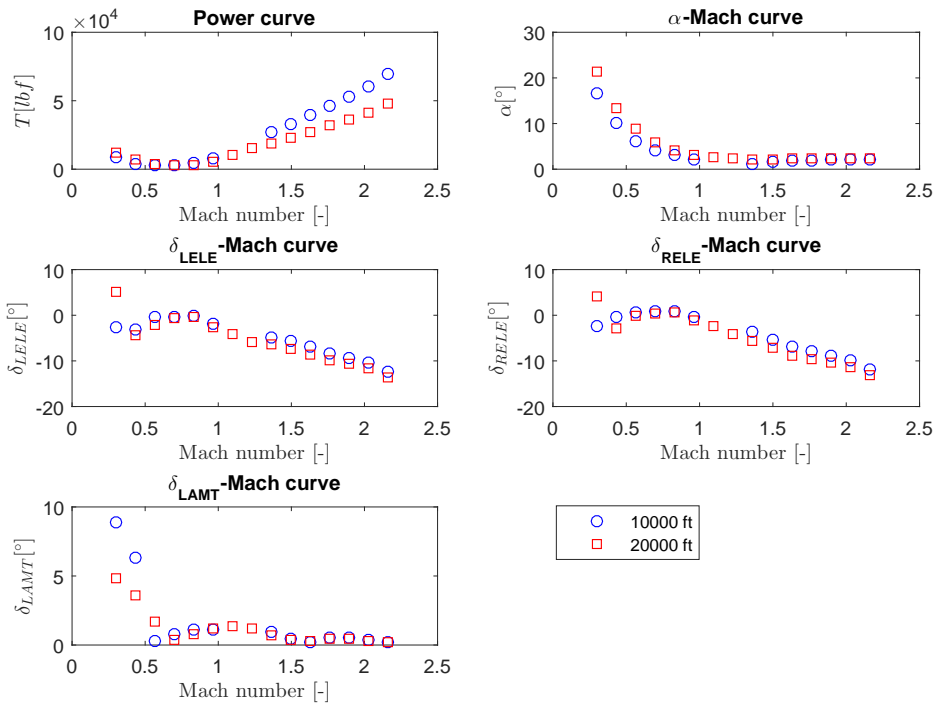 Power curve
×10⁴
10
5
0
T[lbf]
0 0.5 1 1.5 2 2.5
Mach number [-]
α-Mach curve
30
20
10
0
α[°]
0 0.5 1 1.5 2 2.5
Mach number [-]
δLELE-Mach curve
10
0
-10
-20
δLELE[°]
0 0.5 1 1.5 2 2.5
Mach number [-]
δRELE-Mach curve
10
0
-10
-20
δRELE[°]
0 0.5 1 1.5 2 2.5
Mach number [-]
δLAMT-Mach curve
10
5
0
δLAMT[°]
0 0.5 1 1.5 2 2.5
Mach number [-]
10000 ft
20000 ft